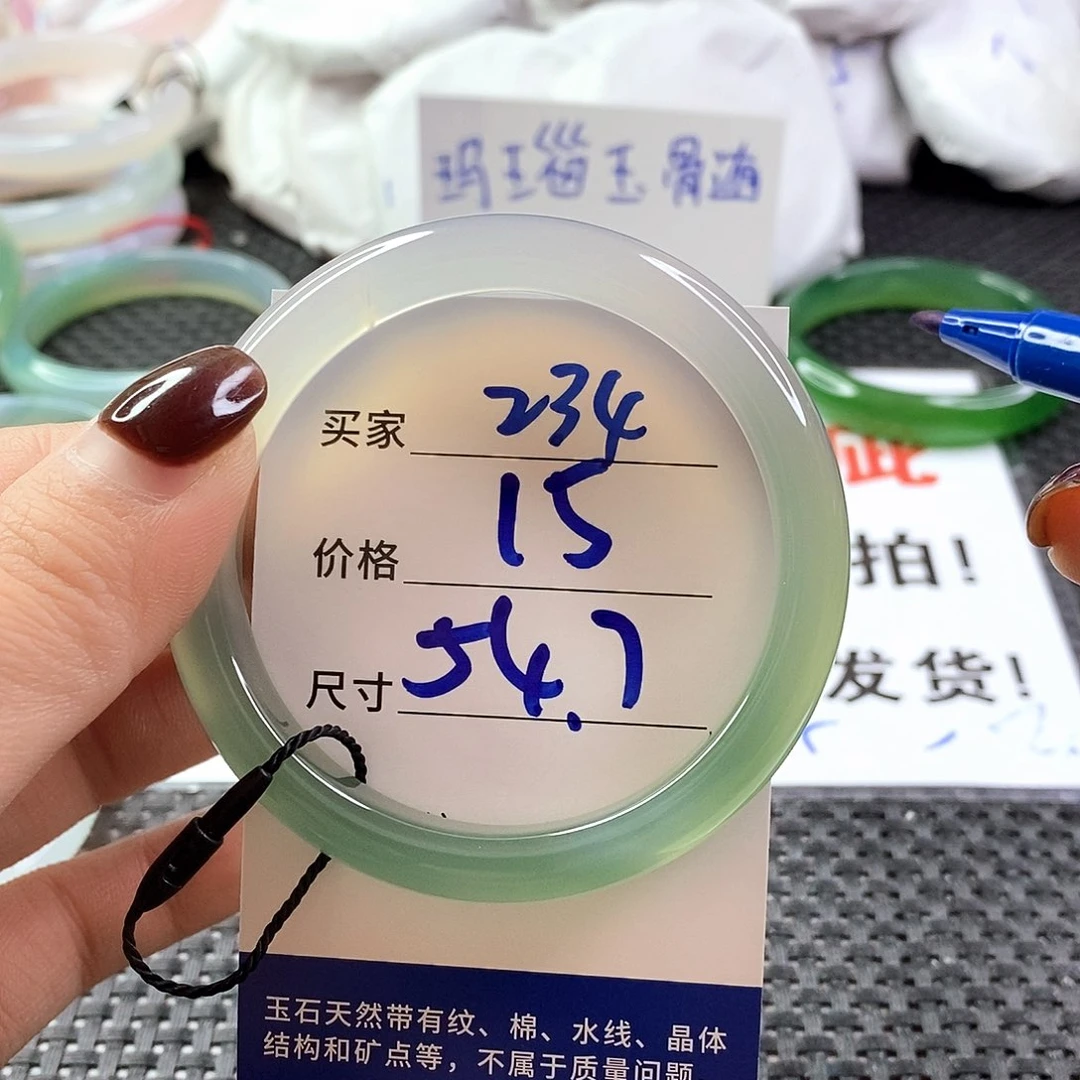 玛瑙玉骨髓
买家 234
价格 15
尺寸 54.7
拍!
发货!
玉石天然带有纹、棉、水线、晶体
结构和矿点等，不属于质量问题